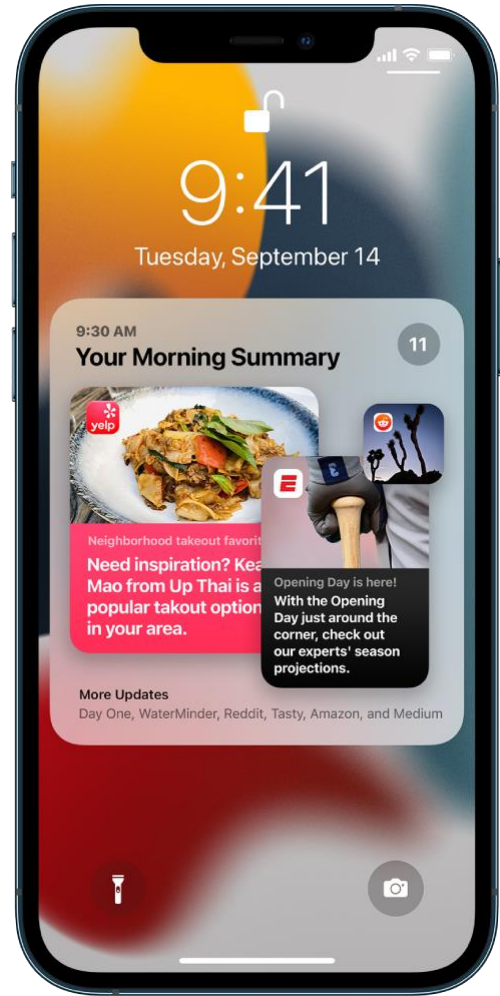 9:41
Tuesday, September 14
9:30 AM
Your Morning Summary
11
yelp
Neighborhood takeout favorit
Need inspiration? Kea
Mao from Up Thai is a
popular takout option
in your area.
E
Opening Day is here!
With the Opening
Day just around the
corner, check out
our experts' season
projections.
More Updates
Day One, WaterMinder, Reddit, Tasty, Amazon, and Medium